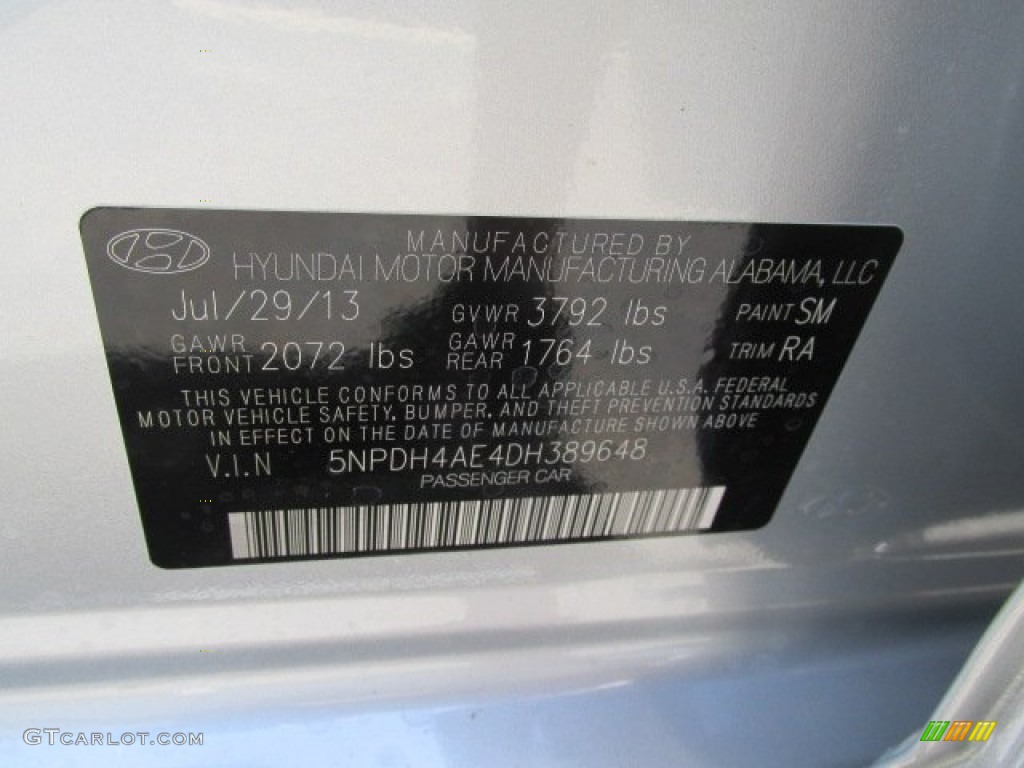 MANUFACTURED BY
HYUNDAI MOTOR MANUFACTURING ALABAMA, LLC
Jul/29/13 GVWR 3792 lbs PAINT SM
GAWR FRONT 2072 lbs GAWR REAR 1764 lbs TRIM RA
THIS VEHICLE CONFORMS TO ALL APPLICABLE U.S.A. FEDERAL
MOTOR VEHICLE SAFETY, BUMPER, AND THEFT PREVENTION STANDARDS
IN EFFECT ON THE DATE OF MANUFACTURE SHOWN ABOVE
V.I.N 5NPDH4AE4DH389648
PASSENGER CAR
GTCARLOT.COM